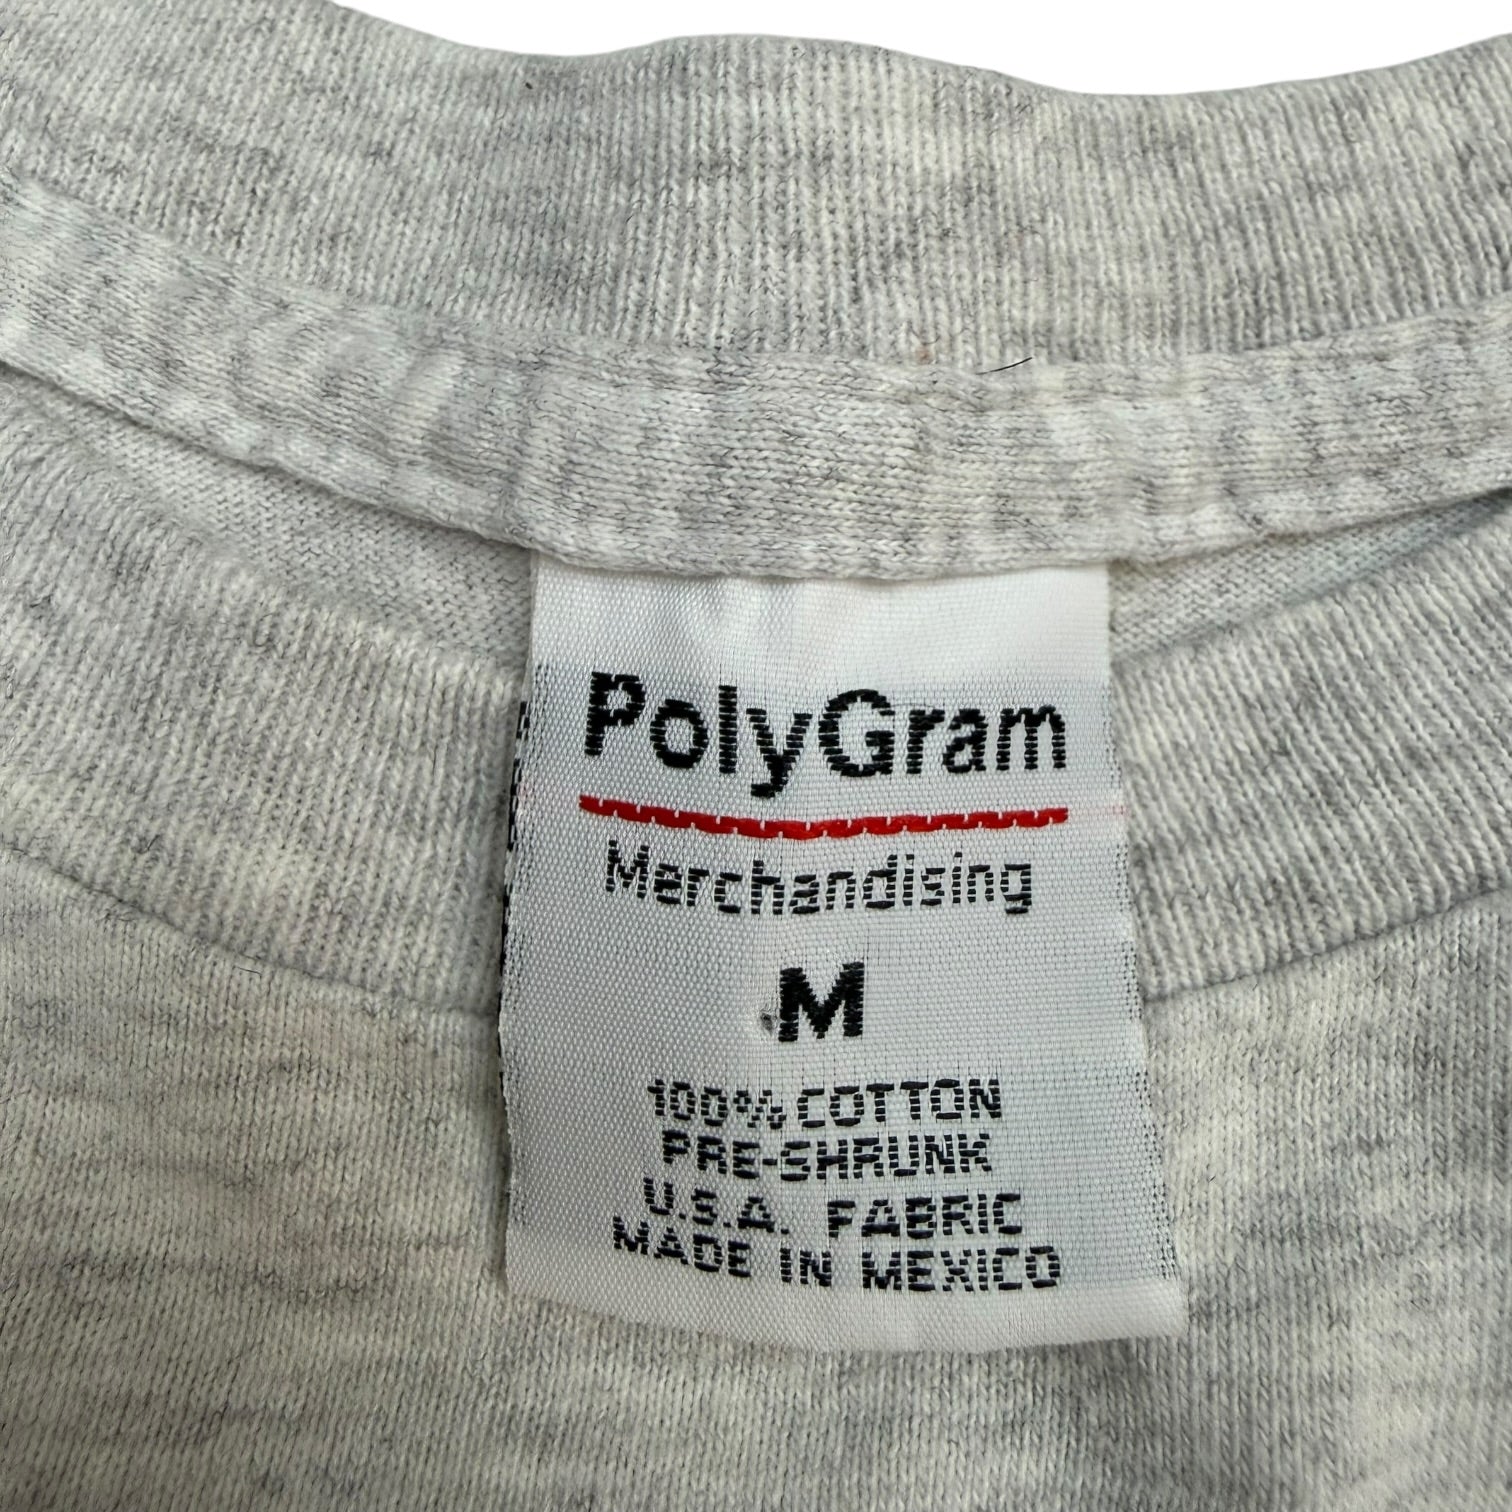 PolyGram
Merchandising
M
100% COTTON
PRE-SHRUNK
U.S.A. FABRIC
MADE IN MEXICO